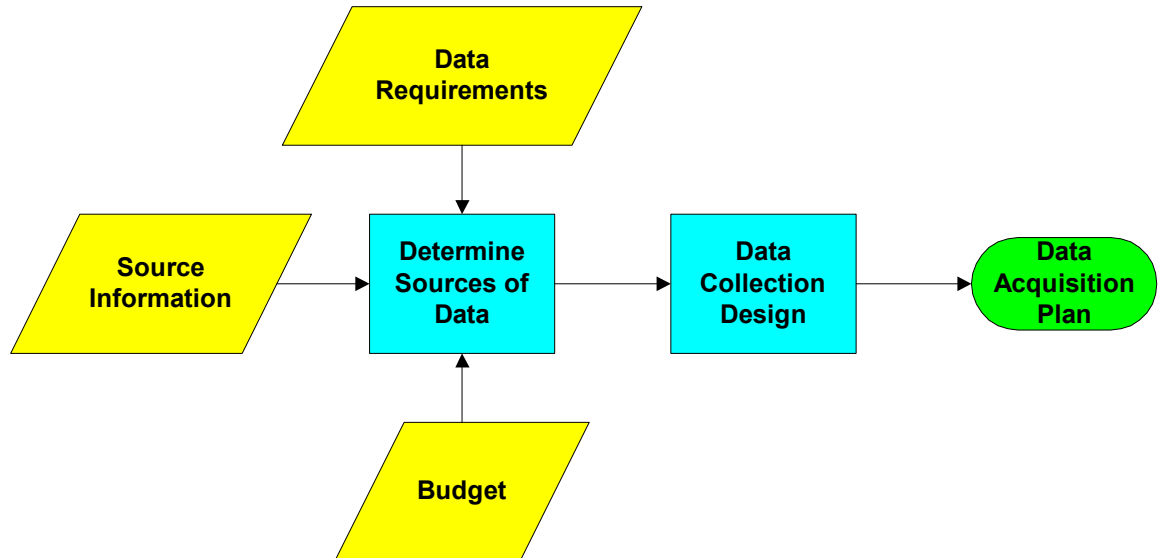 Data
Requirements
Source
Information
Determine
Sources of
Data
Data
Collection
Design
Data
Acquisition
Plan
Budget